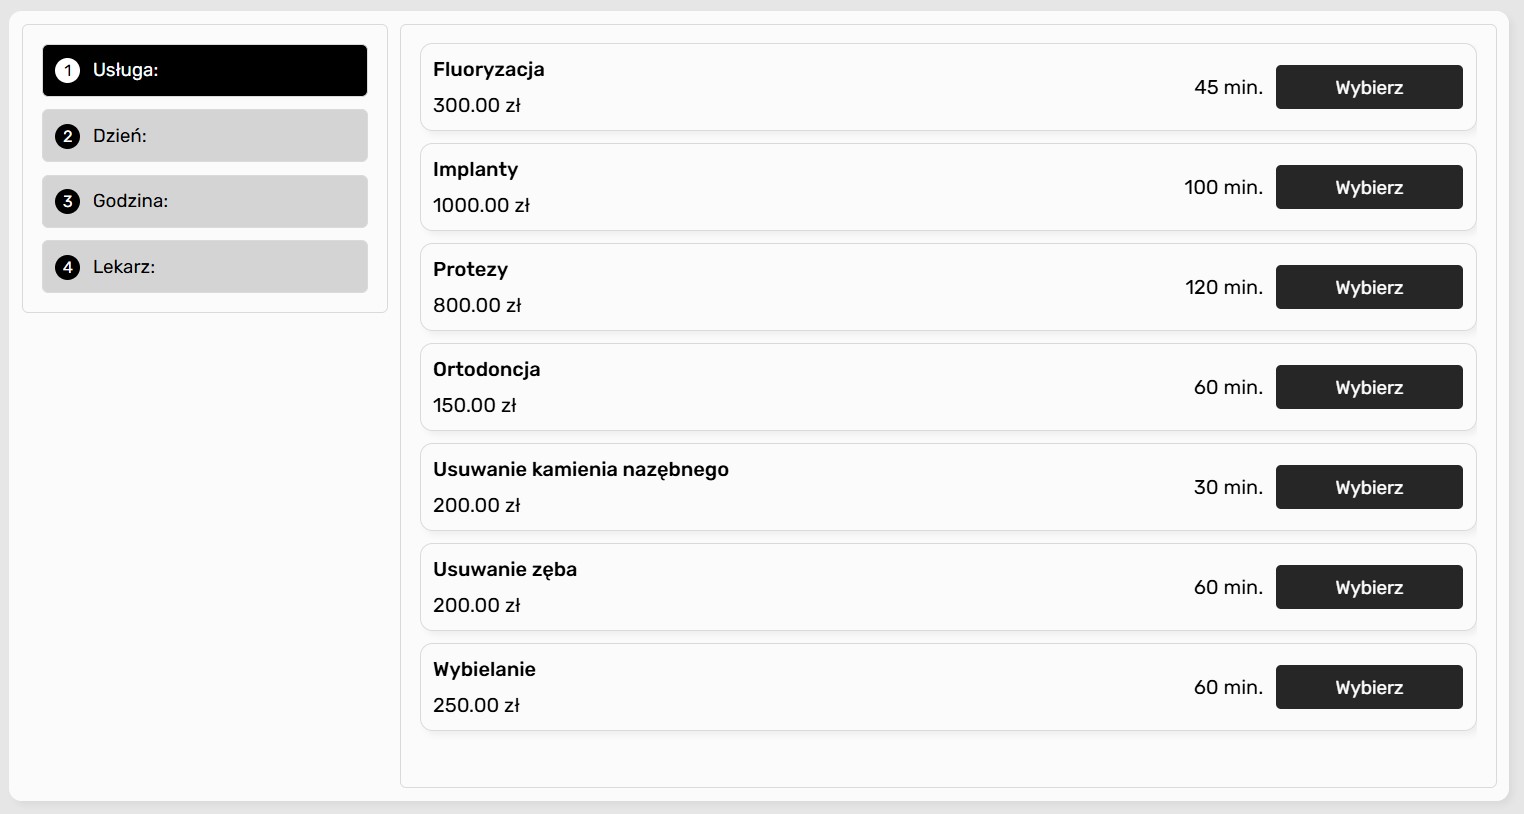 1 Usługa:
2 Dzień:
3 Godzina:
4 Lekarz:
Fluoryzacja
300.00 zł
45 min. Wybierz
Implanty
1000.00 zł
100 min. Wybierz
Protezy
800.00 zł
120 min. Wybierz
Ortodoncja
150.00 zł
60 min. Wybierz
Usuwanie kamienia nazębnego
200.00 zł
30 min. Wybierz
Usuwanie zęba
200.00 zł
60 min. Wybierz
Wybielanie
250.00 zł
60 min. Wybierz